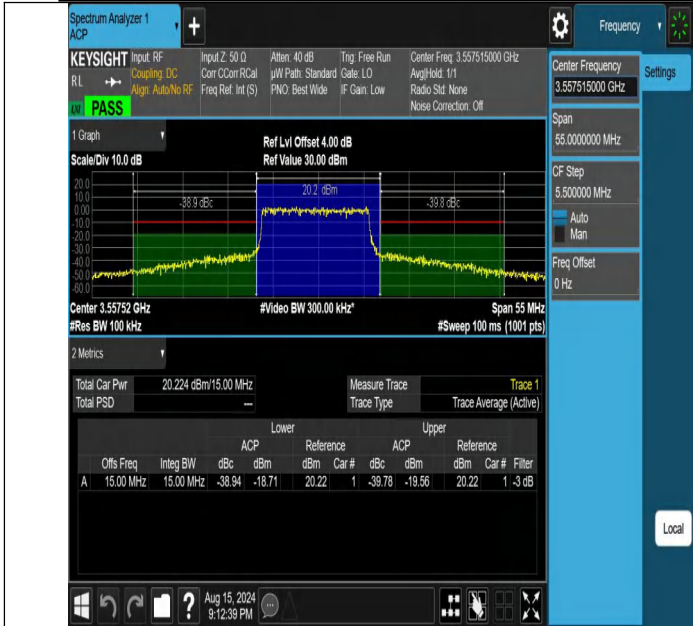 Spectrum Analyzer 1
ACP
+
Frequency
KEYSIGHT Input: RF Input Z: 50 Ω Atten: 40 dB Trig: Free Run Center Freq: 3.557515000 GHz
RL Coupling: DC Corr CCorr RCal µW Path: Standard Gate: LO Avg|Hold: 1/1
Align: Auto/No RF Freq Ref: Int (S) PNO: Best Wide IF Gain: Low Radio Std: None
PASS Noise Correction: Off
Center Frequency
3.557515000 GHz
Settings
Span
55.0000000 MHz
CF Step
5.500000 MHz
Auto
Man
Freq Offset
0 Hz
1 Graph
Ref Lvl Offset 4.00 dB
Scale/Div 10.0 dB Ref Value 30.00 dBm
20.0
10.0
0.00
-10.0
-20.0
-30.0
-40.0
-50.0
-60.0
-38.9 dBc 20.2 dBm -39.8 dBc
Center 3.55752 GHz #Video BW 300.00 kHz* Span 55 MHz
#Res BW 100 kHz #Sweep 100 ms (1001 pts)
2 Metrics
Total Car Pwr 20.224 dBm/15.00 MHz Measure Trace Trace 1
Total PSD --- Trace Type Trace Average (Active)
Lower Upper
ACP Reference ACP Reference
Offs Freq Integ BW dBc dBm dBm Car # dBc dBm dBm Car # Filter
A 15.00 MHz 15.00 MHz -38.94 -18.71 20.22 1 -39.78 -19.56 20.22 1 -3 dB
Local
? Aug 15, 2024
9:12:39 PM